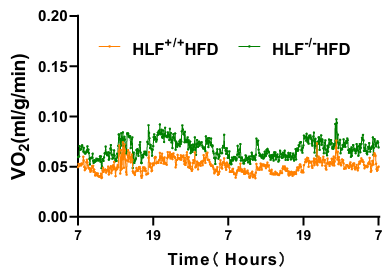 0.20
HLF+/+HFD HLF-/-HFD
0.15
0.10
0.05
0.00
VO2(ml/g/min)
7 19 7 19 7
Time( Hours)